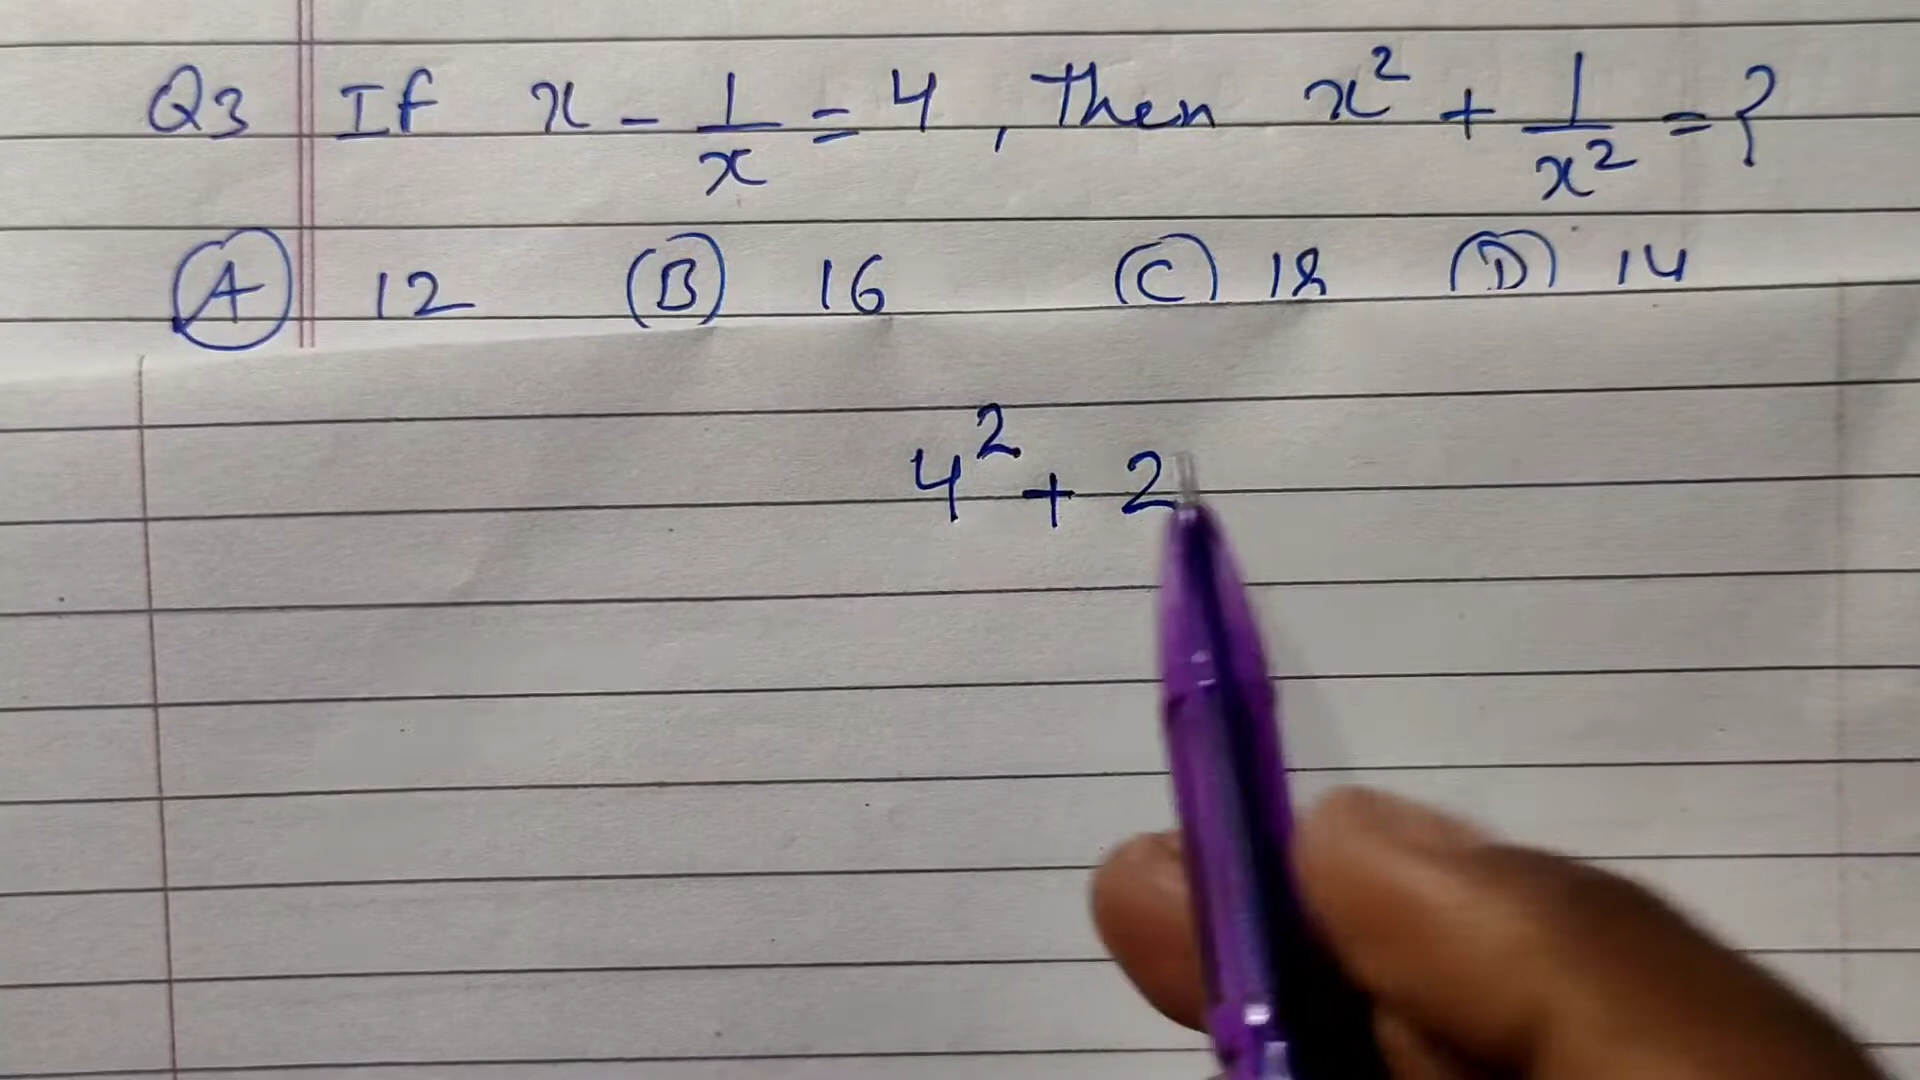 Q3 If x - 1/x = 4, Then x² + 1/x² = ?
(A) 12 (B) 16 (C) 18 (D) 14
4² + 2